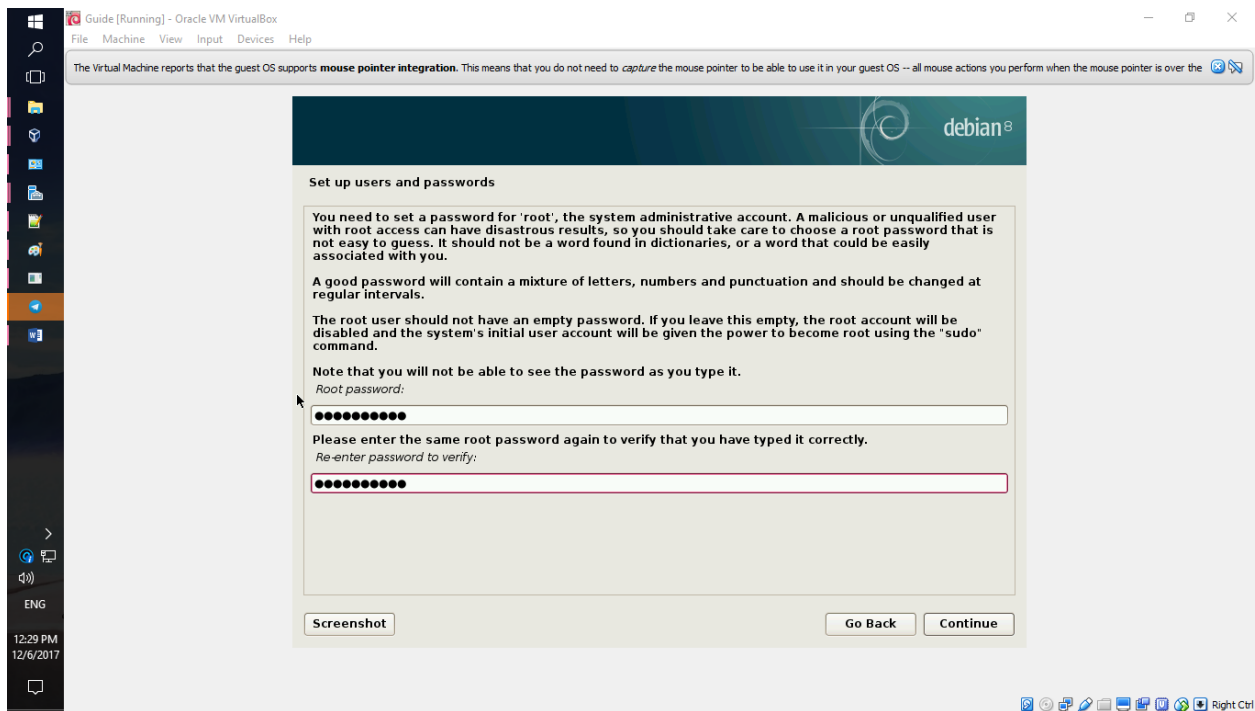 Guide [Running] - Oracle VM VirtualBox
File Machine View Input Devices Help
The Virtual Machine reports that the guest OS supports mouse pointer integration. This means that you do not need to capture the mouse pointer to be able to use it in your guest OS -- all mouse actions you perform when the mouse pointer is over the
debian 8
Set up users and passwords
You need to set a password for 'root', the system administrative account. A malicious or unqualified user
with root access can have disastrous results, so you should take care to choose a root password that is
not easy to guess. It should not be a word found in dictionaries, or a word that could be easily
associated with you.
A good password will contain a mixture of letters, numbers and punctuation and should be changed at
regular intervals.
The root user should not have an empty password. If you leave this empty, the root account will be
disabled and the system's initial user account will be given the power to become root using the "sudo"
command.
Note that you will not be able to see the password as you type it.
Root password:
●●●●●●●●●●
Please enter the same root password again to verify that you have typed it correctly.
Re-enter password to verify:
●●●●●●●●●●
Screenshot
Go Back
Continue
ENG
12:29 PM
12/6/2017
Right Ctrl